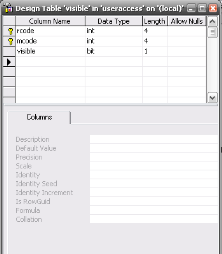 Design Table 'visible' in 'useraccess' on '(local)'
Column Name Data Type Length Allow Nulls
rcode int 4
mcode int 4
visible bit 1
Columns
Description
Default Value
Precision
Scale
Identity
Identity Seed
Identity Increment
Is RowGuid
Formula
Collation